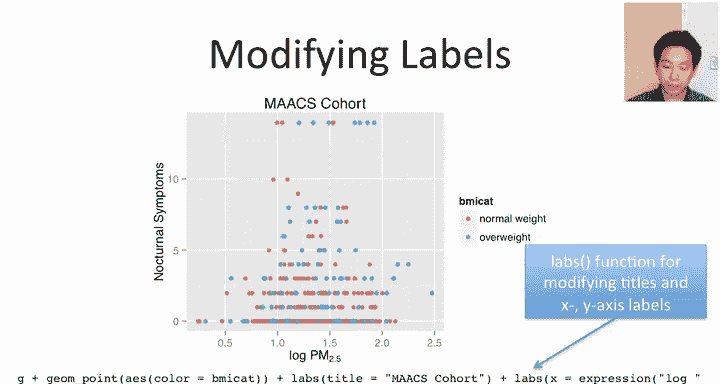 Modifying Labels
MAACS Cohort
Nocturnal Symptoms
10
5
0
0.5 1.0 1.5 2.0 2.5
log PM2.5
bmicat
normal weight
overweight
labs() function for
modifying titles and
x-, y-axis labels
g + geom_point(aes(color = bmicat)) + labs(title = "MAACS Cohort") + labs(x = expression("log "